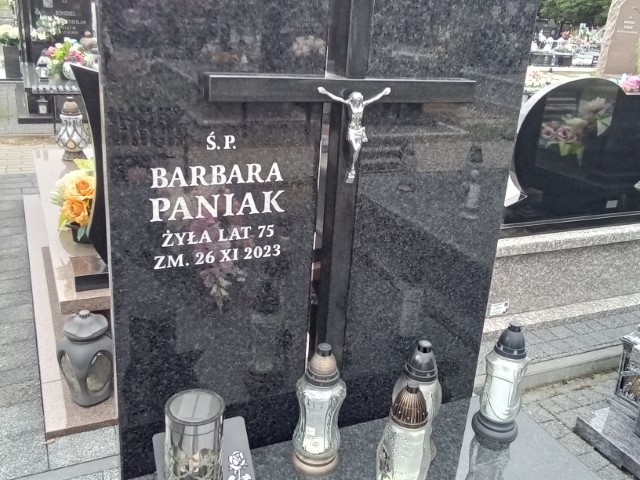 Ś.P.
BARBARA
PANIAK
ŻYŁA LAT 75
ZM. 26 XI 2023